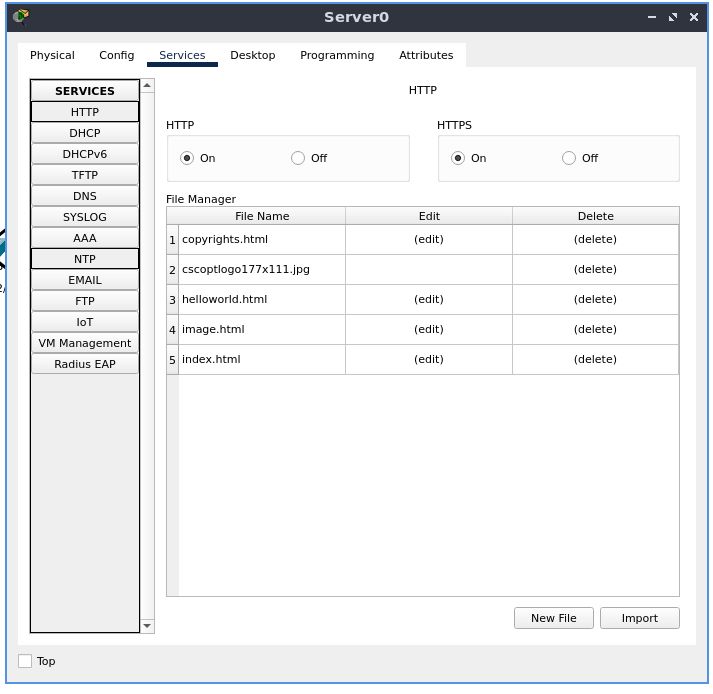 Server0
Physical Config Services Desktop Programming Attributes
SERVICES
HTTP
DHCP
DHCPv6
TFTP
DNS
SYSLOG
AAA
NTP
EMAIL
FTP
IoT
VM Management
Radius EAP
HTTP
HTTP HTTPS
On Off On Off
File Manager
File Name Edit Delete
1 copyrights.html (edit) (delete)
2 cscoptlogo177x111.jpg (delete)
3 helloworld.html (edit) (delete)
4 image.html (edit) (delete)
5 index.html (edit) (delete)
New File Import
Top